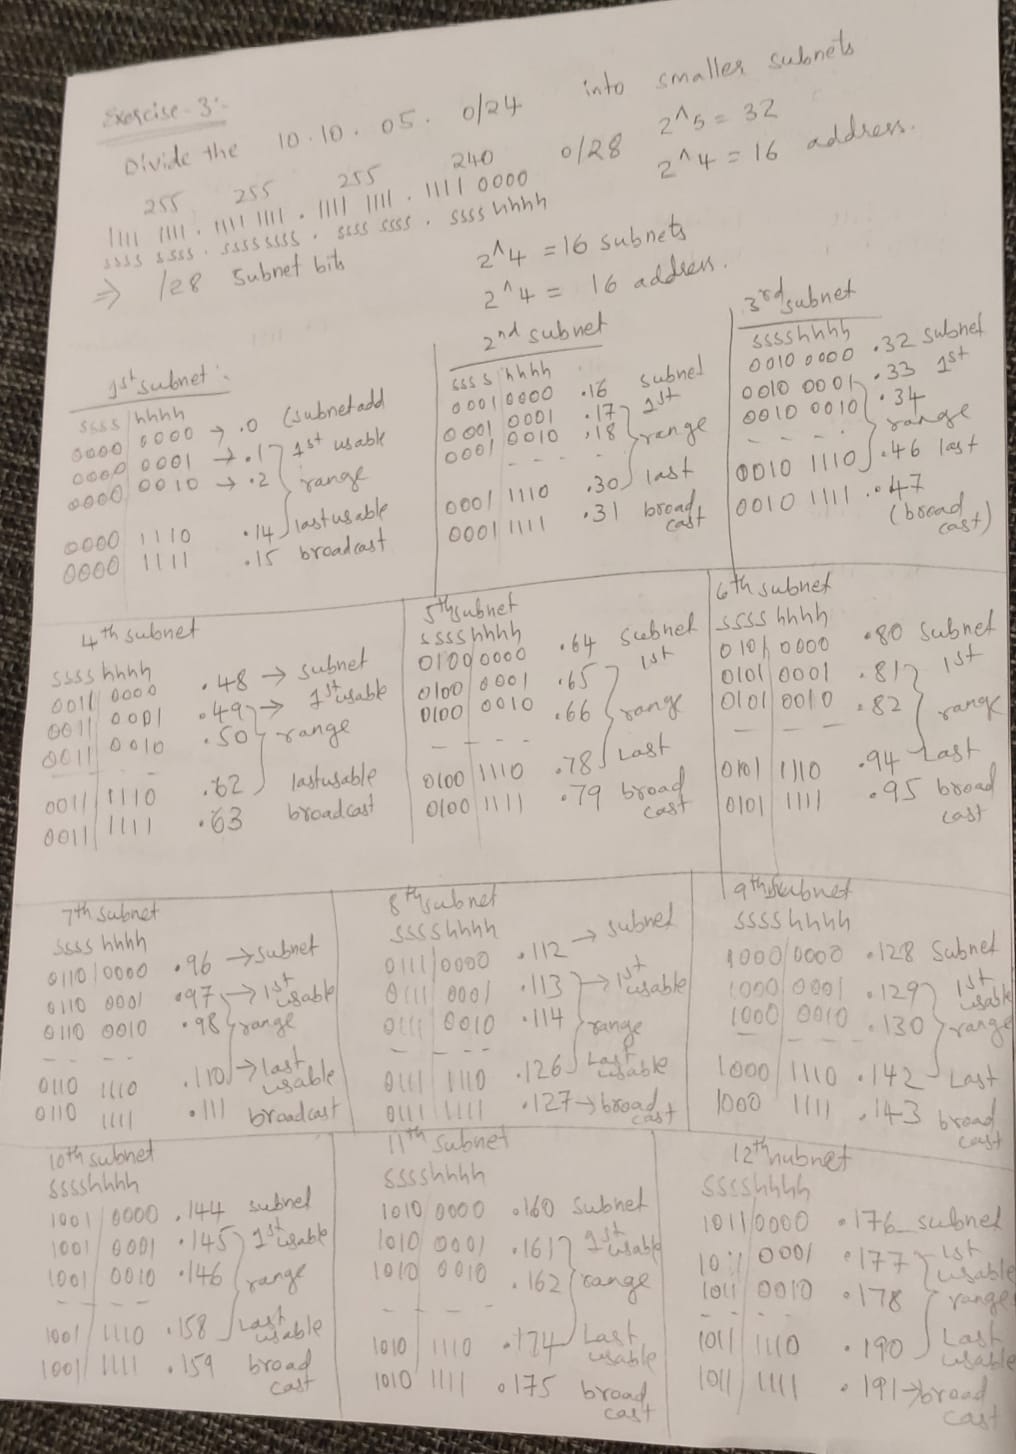 Exercise-3:-
Divide the 10.10.05.0/24 into smaller subnets
255 255 255 240 0/28 2^5 = 32
1111 1111 . 1111 1111 . 1111 1111 . 1111 0000 2^4 = 16 address.
ssss ssss . ssssssss . ssss ssss . ssss hhhh
⇒ /28 Subnet bits 2^4 = 16 subnets
2^4 = 16 address.
1st subnet :-
ssss hhhh
0000 0000 → .0 (subnet add
0000 0001 → .1 1st usable
0000 0010 → .2 range
0000 1110 .14 last usable
0000 1111 .15 broadcast
2nd subnet
ssss hhhh
0001 0000 .16 subnet
0001 0001 .17 1st
0001 0010 .18 range
- - - -
0001 1110 .30 last
0001 1111 .31 broad
cast
3rd subnet
sssshhhh
0010 0000 .32 subnet
0010 0001 .33 1st
0010 0010 .34
- - - - range
0010 1110 .46 last
0010 1111 .47
(broad
cast)
4th subnet
ssss hhhh
0011 0000 .48 → subnet
0011 0001 .49 → 1st usable
0011 0010 .50 range
- - - -
0011 1110 .62 lastusable
0011 1111 .63 broadcast
5th subnet
ssss hhhh
0100 0000 .64 subnet
0100 0001 .65 1st
0100 0010 .66 range
- - - -
0100 1110 .78 Last
0100 1111 .79 broad
cast
6th subnet
ssss hhhh
0101 0000 .80 subnet
0101 0001 .81 1st
0101 0010 .82 range
- - -
0101 1110 .94 Last
0101 1111 .95 broad
cast
7th subnet
ssss hhhh
0110 0000 .96 → subnet
0110 0001 .97 → 1st
usable
0110 0010 .98 range
- - - -
0110 1110 .110 → last
usable
0110 1111 .111 broadcast
8th subnet
sssshhhh
0111 0000 .112 → subnet
0111 0001 .113 → 1st
usable
0111 0010 .114 range
- - - -
0111 1110 .126 Last
usable
0111 1111 .127 → broad
cast
9th subnet
sssshhhh
1000 0000 .128 Subnet
1000 0001 .129 1st
usable
1000 0010 .130 range
- - -
1000 1110 .142 Last
1000 1111 .143 broad
cast
10th subnet
sssshhhh
1001 0000 .144 subnet
1001 0001 .145 1st usable
1001 0010 .146 range
- - - -
1001 1110 .158 Last
usable
1001 1111 .159 broad
cast
11th subnet
sssshhhh
1010 0000 .160 subnet
1010 0001 .161 1st usable
1010 0010 .162 range
- - - -
1010 1110 .174 Last
usable
1010 1111 .175 broad
cast
12th nubnet
sssshhhh
1011 0000 .176 subnet
1011 0001 .177 1st
usable
1011 0010 .178 range
- - - -
1011 1110 .190 Last
usable
1011 1111 .191 → broad
cast